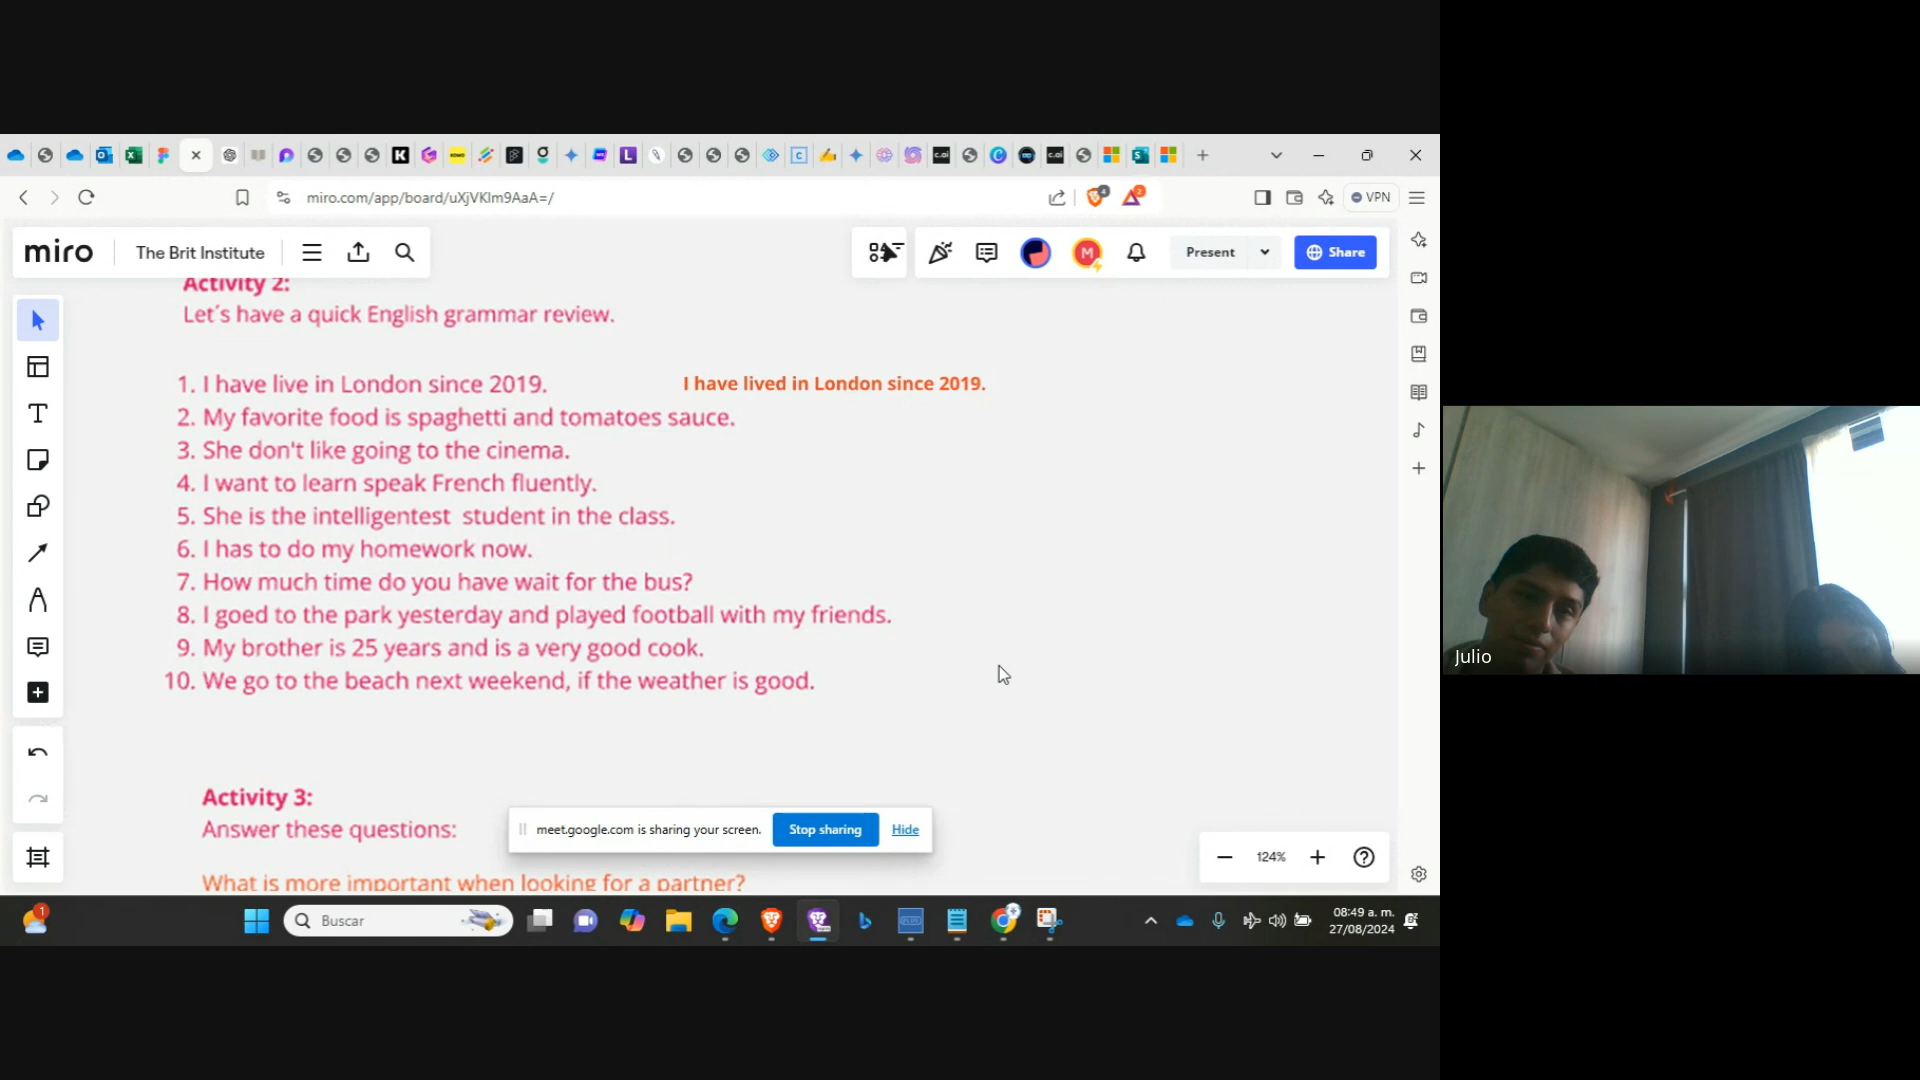 miro.com/app/board/uXjVKlm9AaA=/
VPN
miro
The Brit Institute
M
Present
Share
Activity 2:
Let´s have a quick English grammar review.
1. I have live in London since 2019.
I have lived in London since 2019.
2. My favorite food is spaghetti and tomatoes sauce.
3. She don't like going to the cinema.
4. I want to learn speak French fluently.
5. She is the intelligentest student in the class.
6. I has to do my homework now.
7. How much time do you have wait for the bus?
8. I goed to the park yesterday and played football with my friends.
9. My brother is 25 years and is a very good cook.
10. We go to the beach next weekend, if the weather is good.
Julio
Activity 3:
Answer these questions:
meet.google.com is sharing your screen.
Stop sharing
Hide
What is more important when looking for a partner?
124%
Buscar
08:49 a. m.
27/08/2024